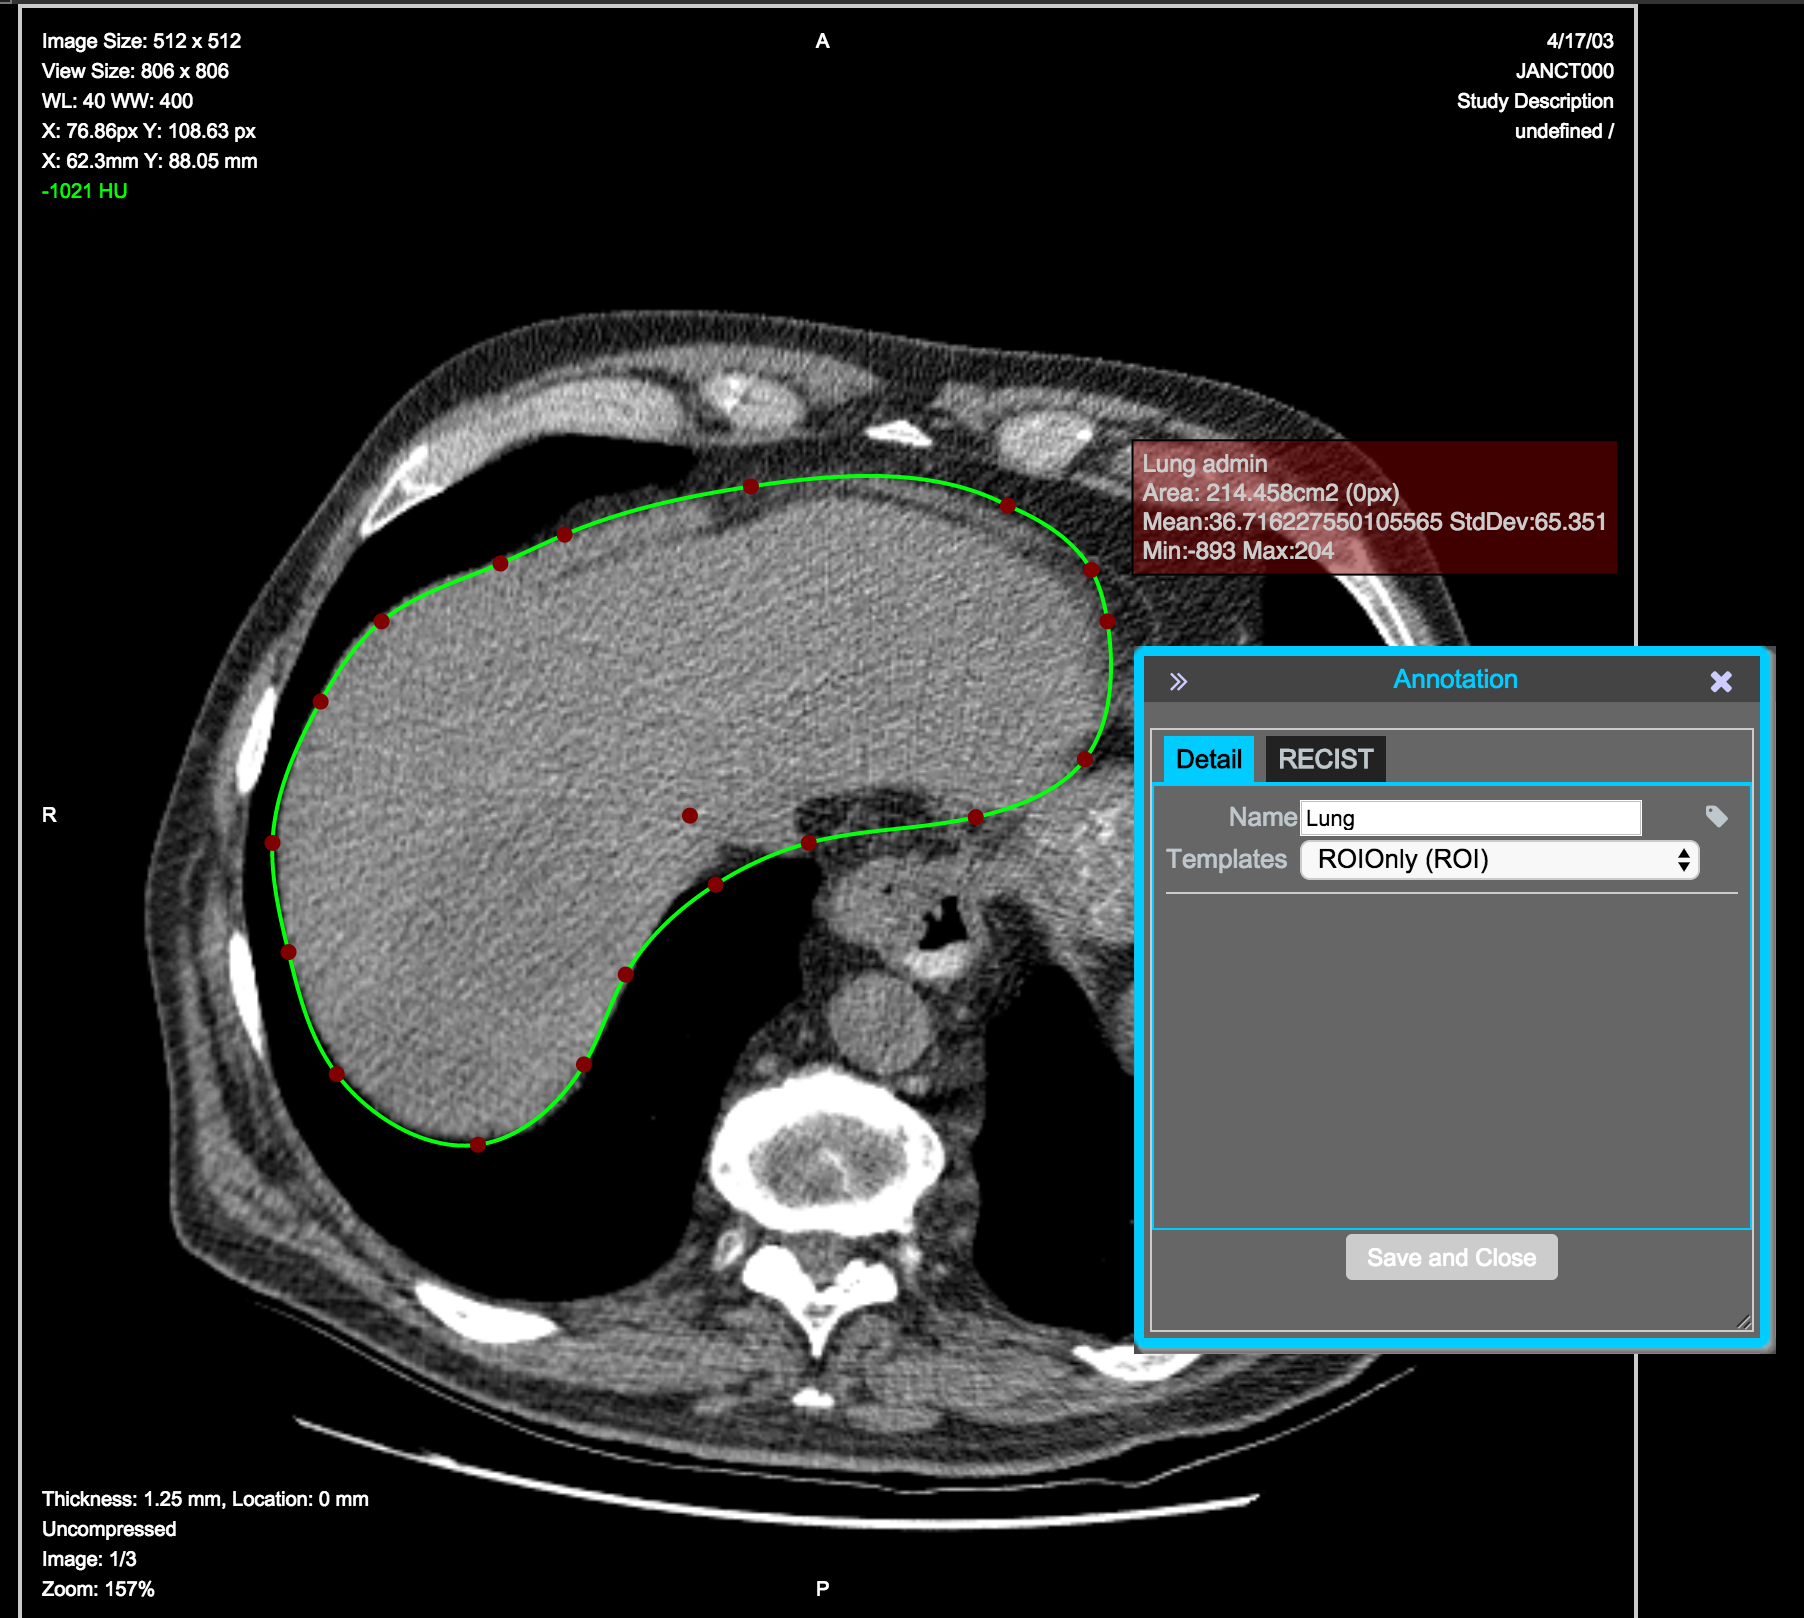 Image Size: 512 x 512
View Size: 806 x 806
WL: 40 WW: 400
X: 76.86px Y: 108.63 px
X: 62.3mm Y: 88.05 mm
-1021 HU
A
4/17/03
JANCT000
Study Description
undefined /
Lung admin
Area: 214.458cm2 (0px)
Mean:36.716227550105565 StdDev:65.351
Min:-893 Max:204
R
Annotation
Detail RECIST
Name Lung
Templates ROIOnly (ROI)
Save and Close
Thickness: 1.25 mm, Location: 0 mm
Uncompressed
Image: 1/3
Zoom: 157%
P